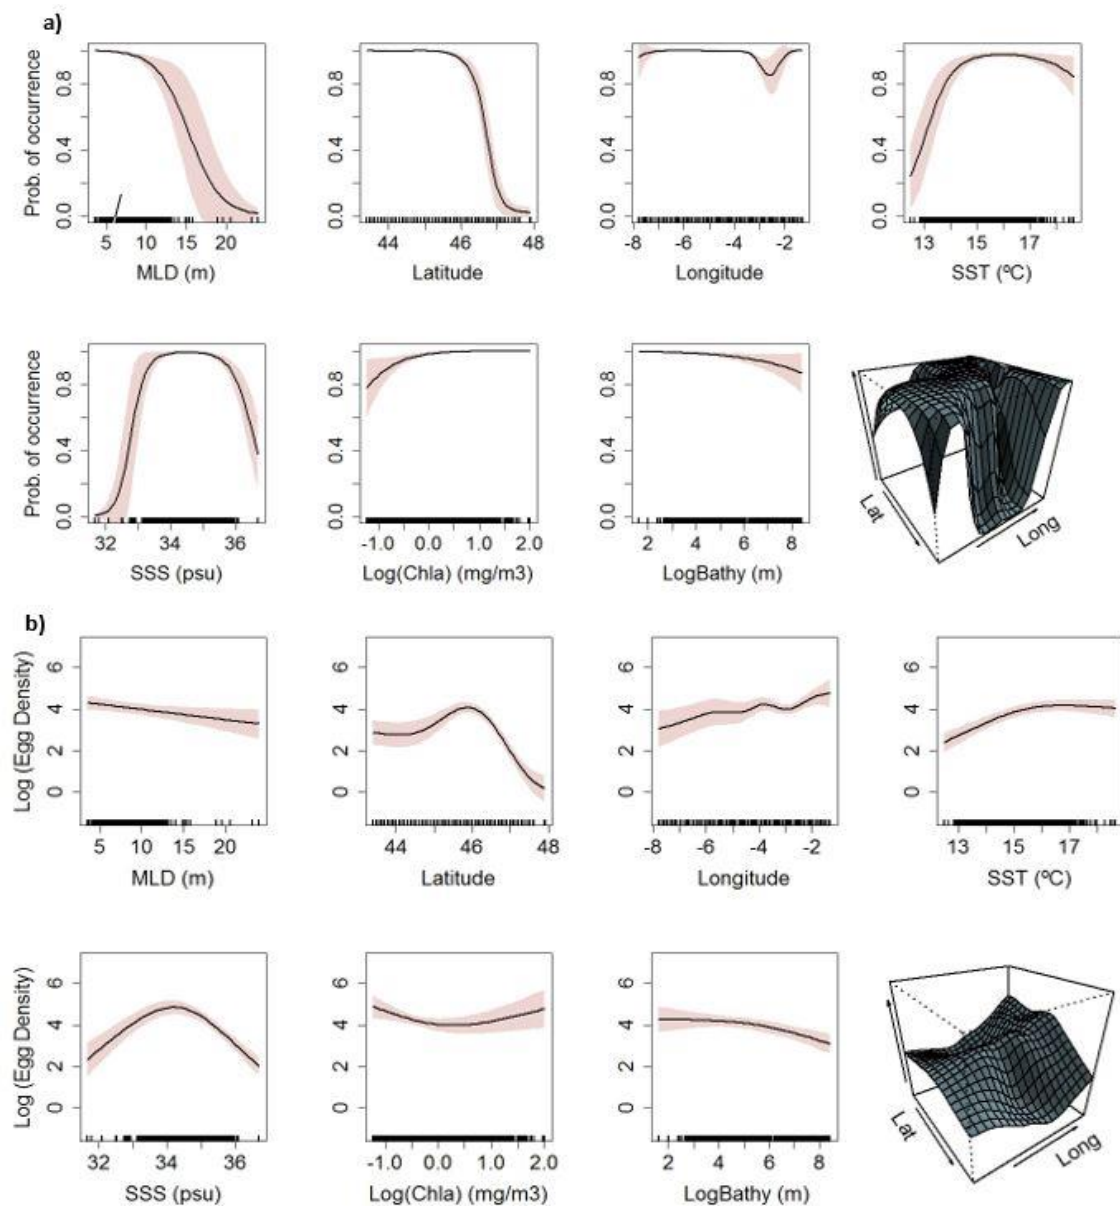 a)
Prob. of occurrence
0.0 0.4 0.8
5 10 15 20
MLD (m)
0.0 0.4 0.8
44 46 48
Latitude
0.0 0.4 0.8
-8 -6 -4 -2
Longitude
0.0 0.4 0.8
13 15 17
SST (ºC)
Prob. of occurrence
0.0 0.4 0.8
32 34 36
SSS (psu)
0.0 0.4 0.8
-1.0 0.0 1.0 2.0
Log(Chla) (mg/m3)
0.0 0.4 0.8
2 4 6 8
LogBathy (m)
Lat
Long
b)
Log (Egg Density)
0 2 4 6
5 10 15 20
MLD (m)
0 2 4 6
44 46 48
Latitude
0 2 4 6
-8 -6 -4 -2
Longitude
0 2 4 6
13 15 17
SST (ºC)
Log (Egg Density)
0 2 4 6
32 34 36
SSS (psu)
0 2 4 6
-1.0 0.0 1.0 2.0
Log(Chla) (mg/m3)
0 2 4 6
2 4 6 8
LogBathy (m)
Lat
Long